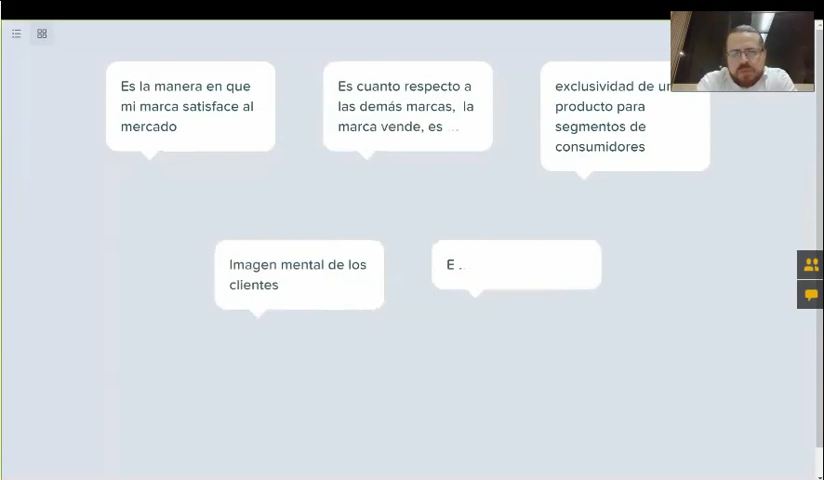 Es la manera en que
mi marca satisface al
mercado
Es cuanto respecto a
las demás marcas, la
marca vende, es ...
exclusividad de un
producto para
segmentos de
consumidores
Imagen mental de los
clientes
E ..